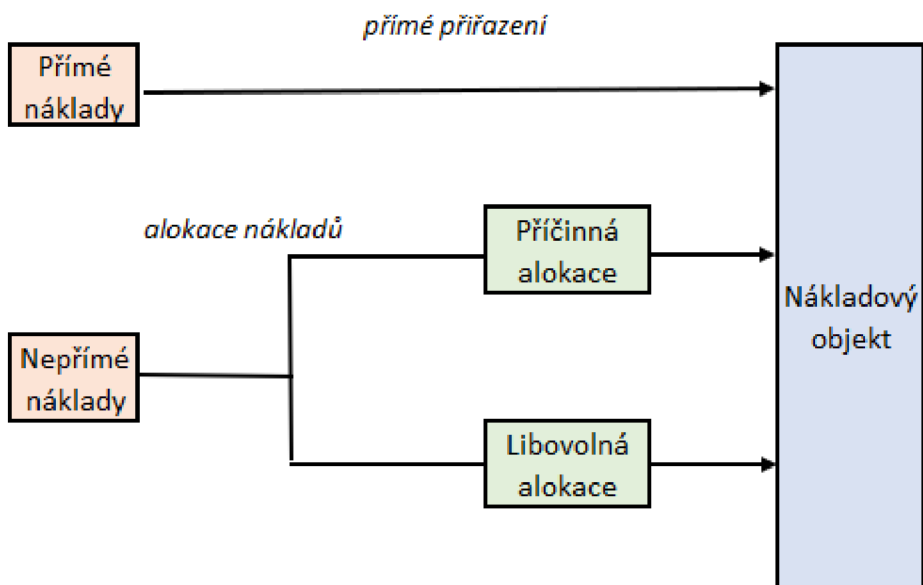 přímé přiřazení
Přímé
náklady
alokace nákladů
Příčinná
alokace
Nákladový
objekt
Nepřímé
náklady
Libovolná
alokace